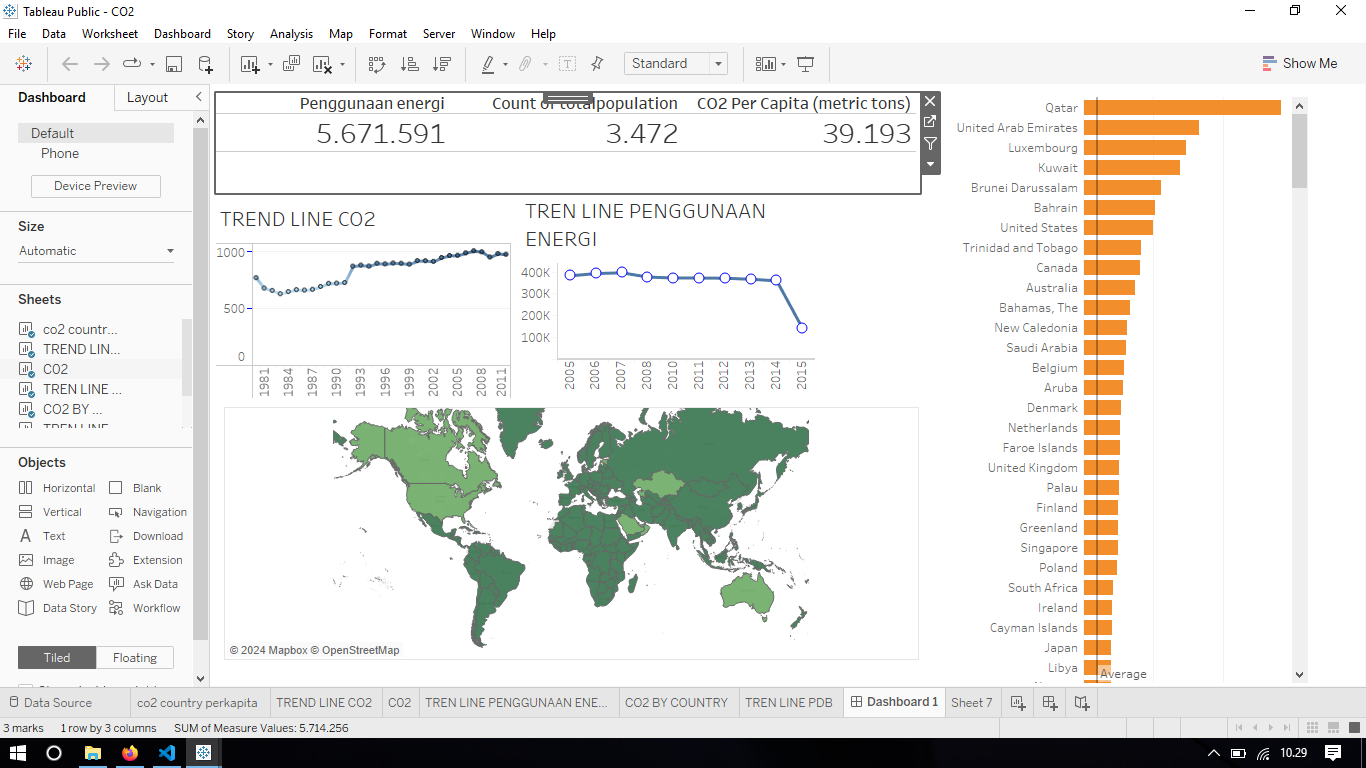 Tableau Public - CO2
File Data Worksheet Dashboard Story Analysis Map Format Server Window Help
Standard
Show Me
Dashboard Layout
Default
Phone
Device Preview
Size
Automatic
Sheets
co2 countr...
TREND LIN...
CO2
TREN LINE ...
CO2 BY ...
Objects
Horizontal Blank
Vertical Navigation
Text Download
Image Extension
Web Page Ask Data
Data Story Workflow
Tiled Floating
Penggunaan energi Count of totalpopulation CO2 Per Capita (metric tons)
5.671.591 3.472 39.193
TREND LINE CO2
1000
500
0
1981 1984 1987 1990 1993 1996 1999 2002 2005 2008 2011
TREN LINE PENGGUNAAN
ENERGI
400K
300K
200K
100K
2005 2006 2007 2008 2010 2011 2012 2013 2014 2015
© 2024 Mapbox © OpenStreetMap
Qatar
United Arab Emirates
Luxembourg
Kuwait
Brunei Darussalam
Bahrain
United States
Trinidad and Tobago
Canada
Australia
Bahamas, The
New Caledonia
Saudi Arabia
Belgium
Aruba
Denmark
Netherlands
Faroe Islands
United Kingdom
Palau
Finland
Greenland
Singapore
Poland
South Africa
Ireland
Cayman Islands
Japan
Libya
Average
Data Source co2 country perkapita TREND LINE CO2 CO2 TREN LINE PENGGUNAAN ENE... CO2 BY COUNTRY TREN LINE PDB Dashboard 1 Sheet 7
3 marks 1 row by 3 columns SUM of Measure Values: 5.714.256
10.29